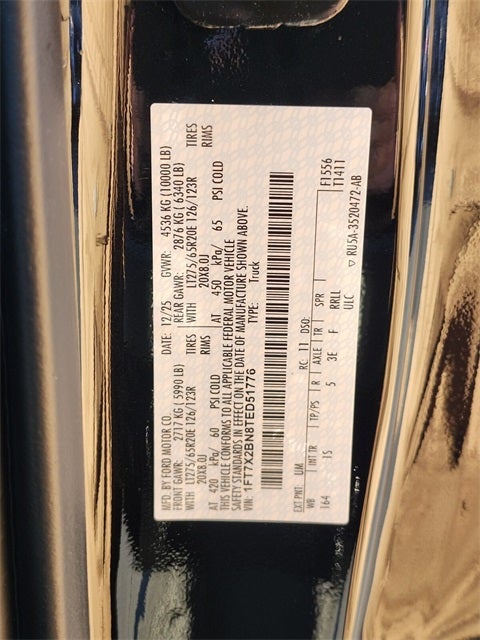 MFD. BY FORD MOTOR CO.
DATE: 12/25 GVWR: 4536 KG (10000 LB)
FRONT GAWR: 2717 KG ( 5990 LB) REAR GAWR: 2876 KG ( 6340 LB)
WITH LT275/65R20E 126/123R TIRES WITH LT275/65R20E 126/123R TIRES
20X8.0J RIMS 20X8.0J RIMS
AT 420 kPa/ 60 PSI COLD AT 450 kPa/ 65 PSI COLD
THIS VEHICLE CONFORMS TO ALL APPLICABLE FEDERAL MOTOR VEHICLE
SAFETY STANDARDS IN EFFECT ON THE DATE OF MANUFACTURE SHOWN ABOVE.
VIN: 1FT7X2BN8TED51776 TYPE: Truck
F1556
T1411
EXT PNT: UM RC: 11 DSO:
WB INT TR TP/PS R AXLE TR SPR
164 1S 5 3E F RRLL
ULC
▽ RU5A-3520472-AB